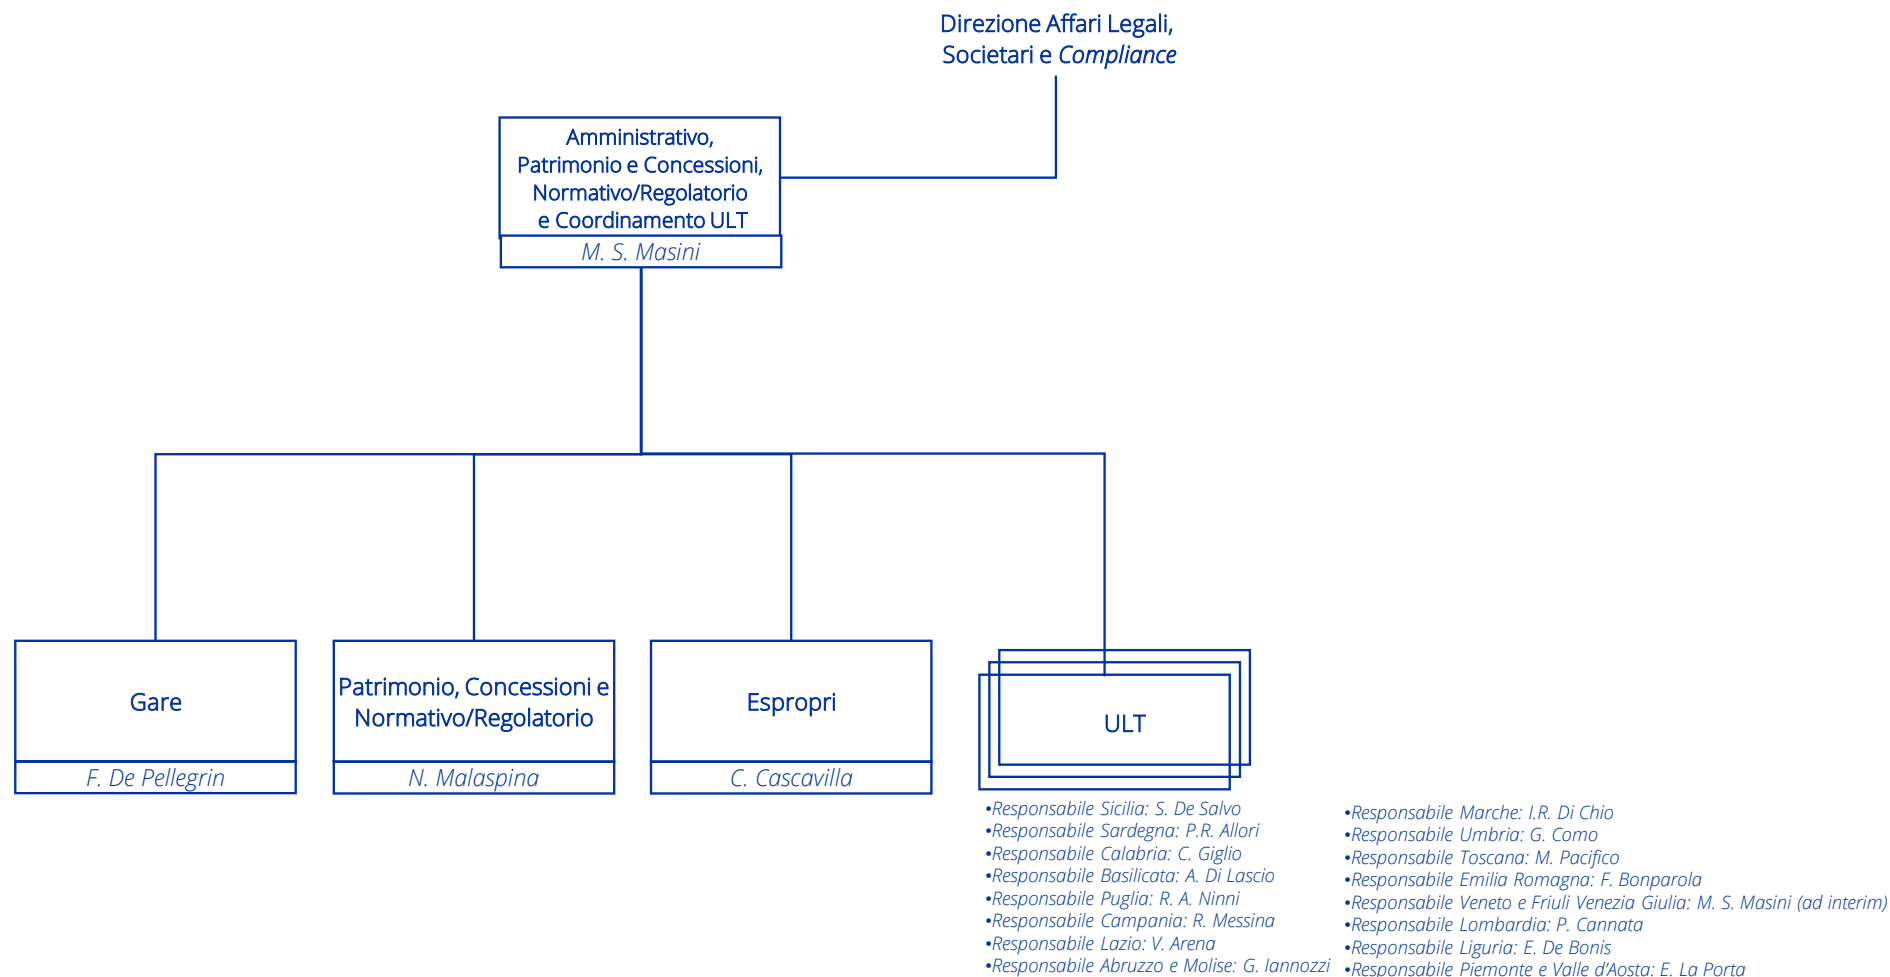 Direzione Affari Legali,
Societari e Compliance
Amministrativo,
Patrimonio e Concessioni,
Normativo/Regolatorio
e Coordinamento ULT
M. S. Masini
Gare
F. De Pellegrin
Patrimonio, Concessioni e
Normativo/Regolatorio
N. Malaspina
Espropri
C. Cascavilla
ULT
•Responsabile Sicilia: S. De Salvo
•Responsabile Sardegna: P.R. Allori
•Responsabile Calabria: C. Giglio
•Responsabile Basilicata: A. Di Lascio
•Responsabile Puglia: R. A. Ninni
•Responsabile Campania: R. Messina
•Responsabile Lazio: V. Arena
•Responsabile Abruzzo e Molise: G. Iannozzi
•Responsabile Marche: I.R. Di Chio
•Responsabile Umbria: G. Como
•Responsabile Toscana: M. Pacifico
•Responsabile Emilia Romagna: F. Bonparola
•Responsabile Veneto e Friuli Venezia Giulia: M. S. Masini (ad interim)
•Responsabile Lombardia: P. Cannata
•Responsabile Liguria: E. De Bonis
•Responsabile Piemonte e Valle d’Aosta: E. La Porta